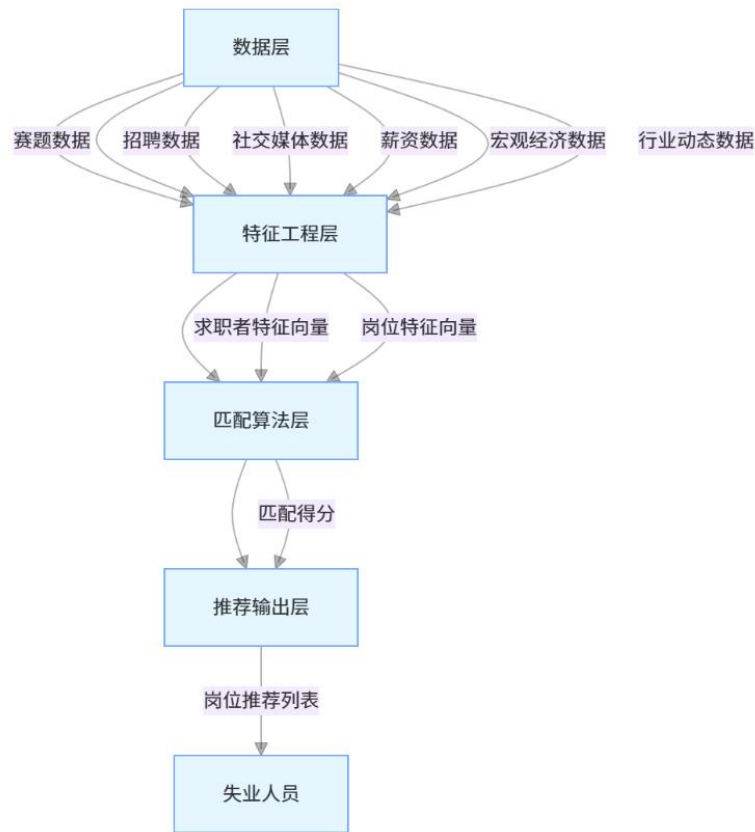 数据层
赛题数据
招聘数据
社交媒体数据
薪资数据
宏观经济数据
行业动态数据
特征工程层
求职者特征向量
岗位特征向量
匹配算法层
匹配得分
推荐输出层
岗位推荐列表
失业人员